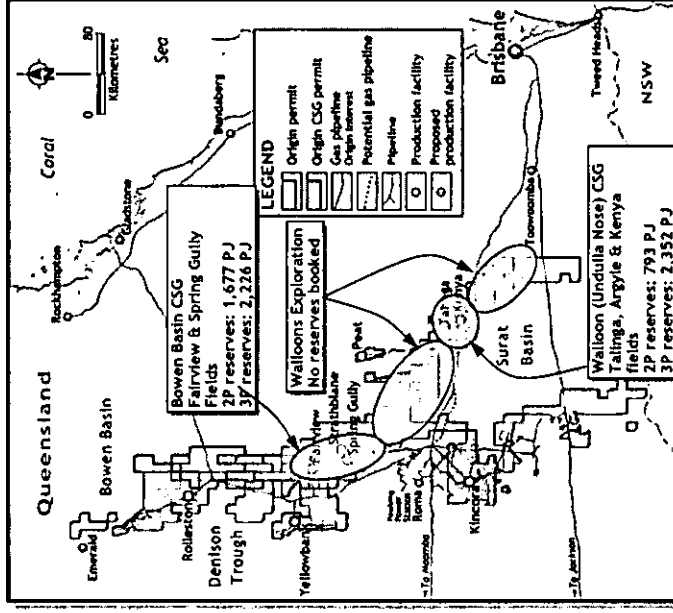 Queensland
Bowen Basin
Emerald
Rolleston
Denison
Trough
Yellowbank
Rockhampton
Gladstone
Coral
Sea
Bundaberg
N
0 80
Kilometres
Bowen Basin CSG
Fairview & Spring Gully
Fields
2P reserves: 1,677 PJ
3P reserves: 2,226 PJ
Walloons Exploration
No reserves booked
LEGEND
Origin permit
Origin CSG permit
Gas pipeline
Origin interest
Potential gas pipeline
Pipeline
Production facility
Proposed
production facility
Fairview
Strathblane
Spring Gully
Peat
Power
Station
Roma
Kincora
Surat
Basin
Toowoomba
Brisbane
Tweed Heads
NSW
To Moomba
To Jackson
Walloon (Undulla Nose) CSG
Talinga, Argyle & Kenya
fields
2P reserves: 793 PJ
3P reserves: 2,352 PJ